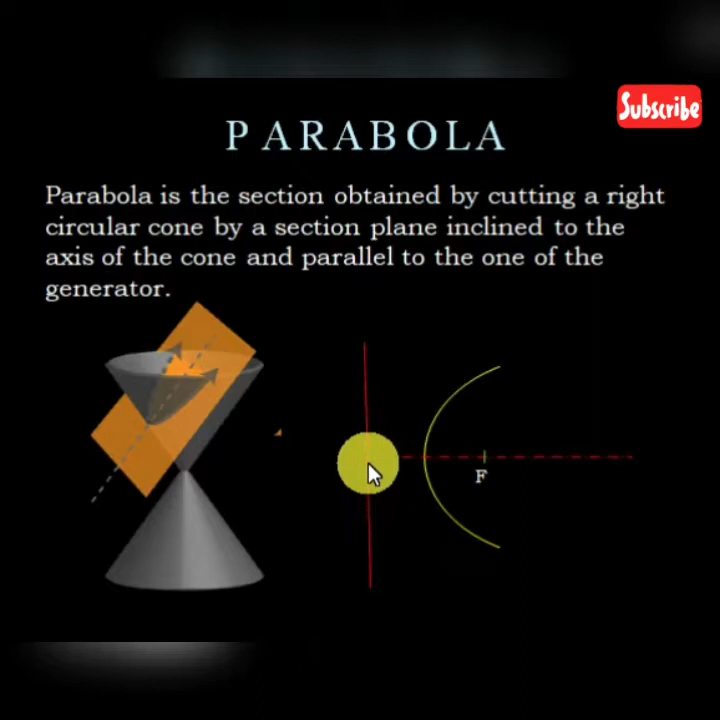 Subscribe
PARABOLA
Parabola is the section obtained by cutting a right
circular cone by a section plane inclined to the
axis of the cone and parallel to the one of the
generator.
F